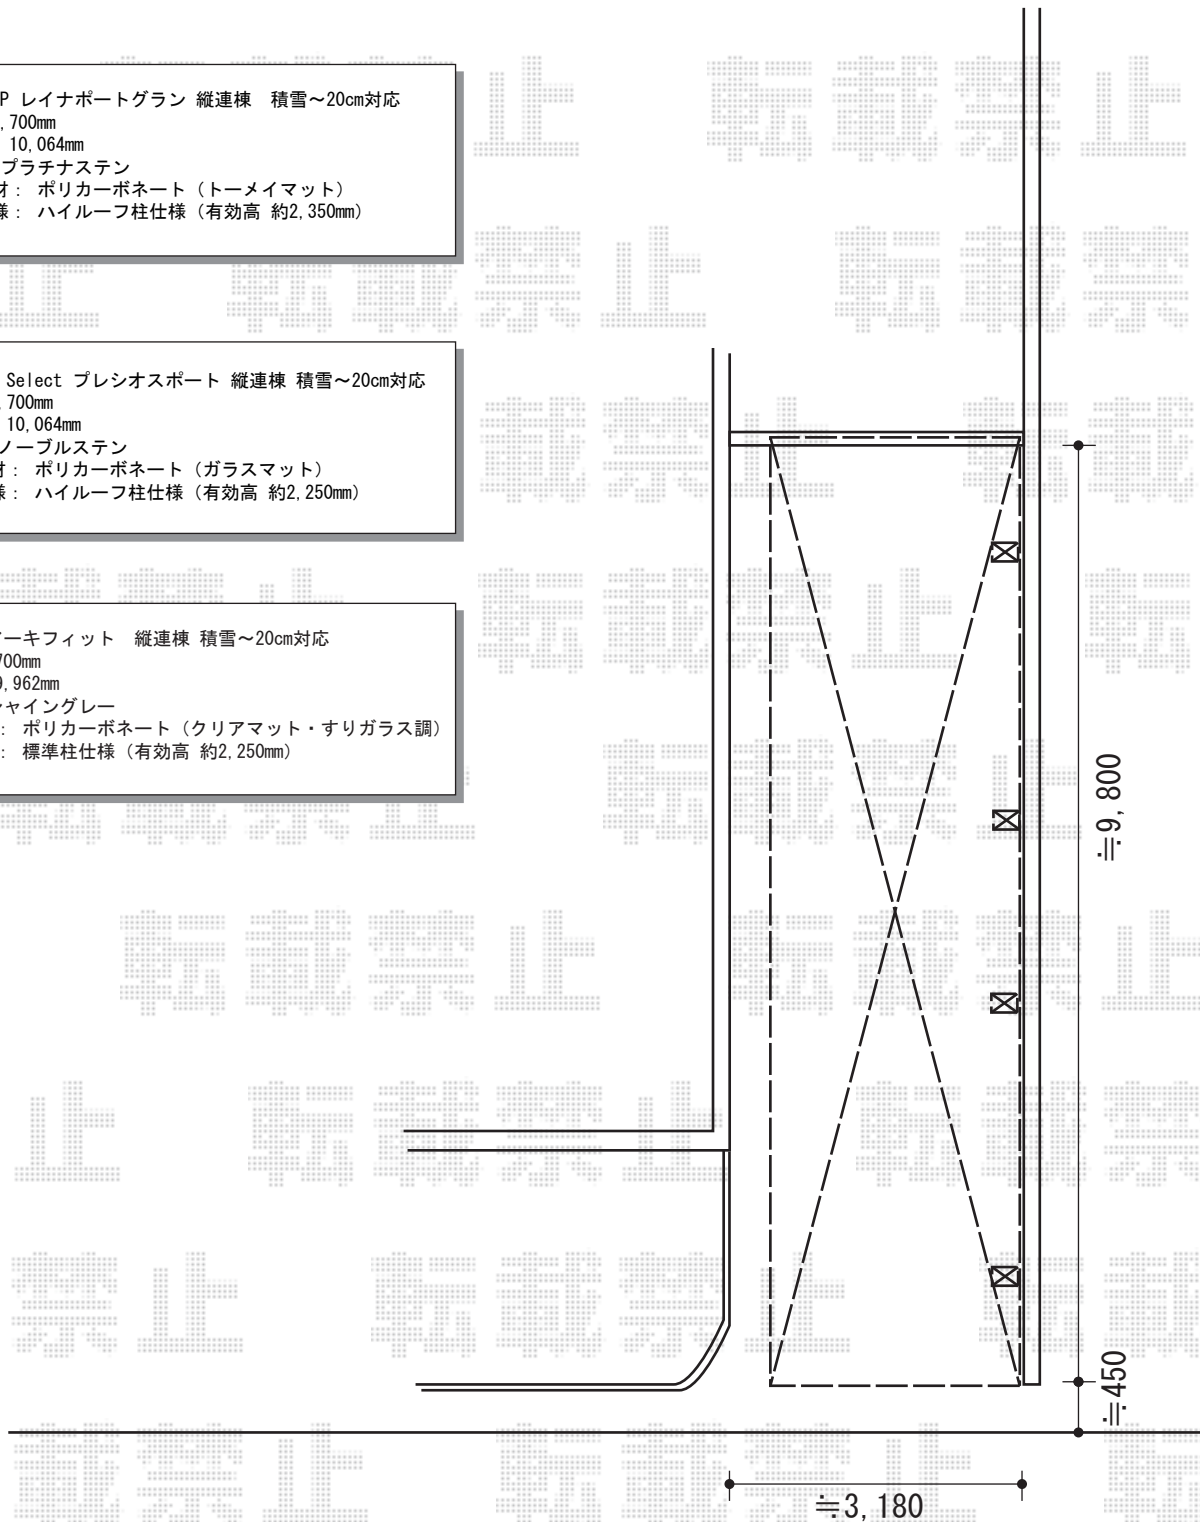 P レイナポートグラン 縦連棟 積雪～20cm対応
,700mm
10,064mm
プラチナステン
材： ポリカーボネート（トーメイマット）
様： ハイルーフ柱仕様（有効高 約2,350mm）
Select プレシオスポート 縦連棟 積雪～20cm対応
,700mm
10,064mm
ノーブルステン
材： ポリカーボネート（ガラスマット）
様： ハイルーフ柱仕様（有効高 約2,250mm）
ーキフィット 縦連棟 積雪～20cm対応
700mm
9,962mm
シャイングレー
： ポリカーボネート（クリアマット・すりガラス調）
： 標準柱仕様（有効高 約2,250mm）
≒9,800
≒450
≒3,180
転載禁止